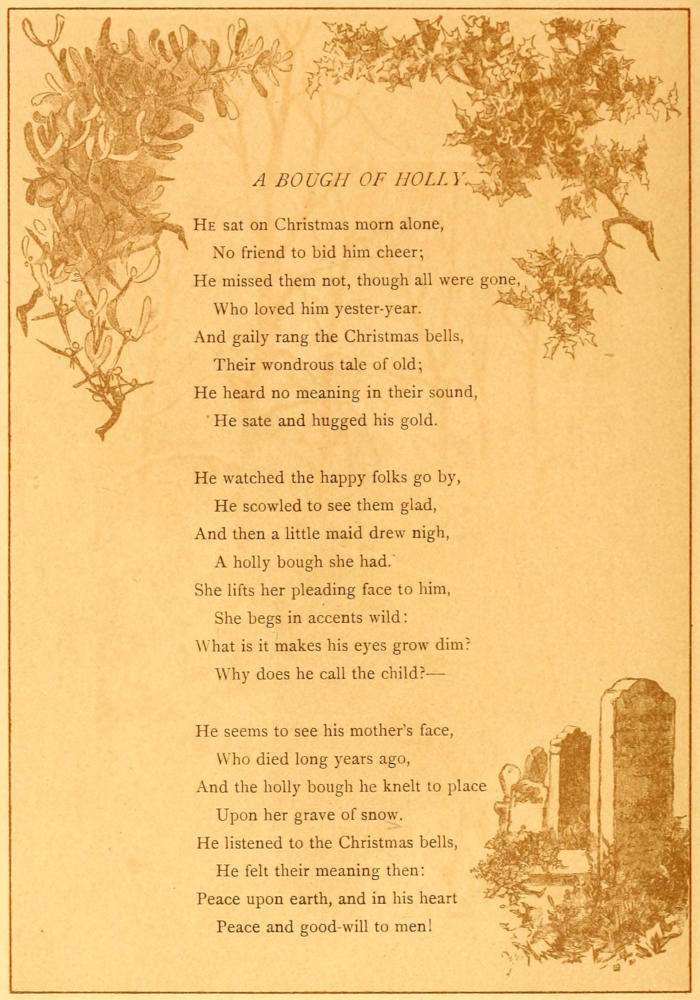 A BOUGH OF HOLLY.
HE sat on Christmas morn alone,
No friend to bid him cheer;
He missed them not, though all were gone,
Who loved him yester-year.
And gaily rang the Christmas bells,
Their wondrous tale of old;
He heard no meaning in their sound,
He sate and hugged his gold.

He watched the happy folks go by,
He scowled to see them glad,
And then a little maid drew nigh,
A holly bough she had.
She lifts her pleading face to him,
She begs in accents wild:
What is it makes his eyes grow dim?
Why does he call the child?—

He seems to see his mother's face,
Who died long years ago,
And the holly bough he knelt to place
Upon her grave of snow.
He listened to the Christmas bells,
He felt their meaning then:
Peace upon earth, and in his heart
Peace and good-will to men!